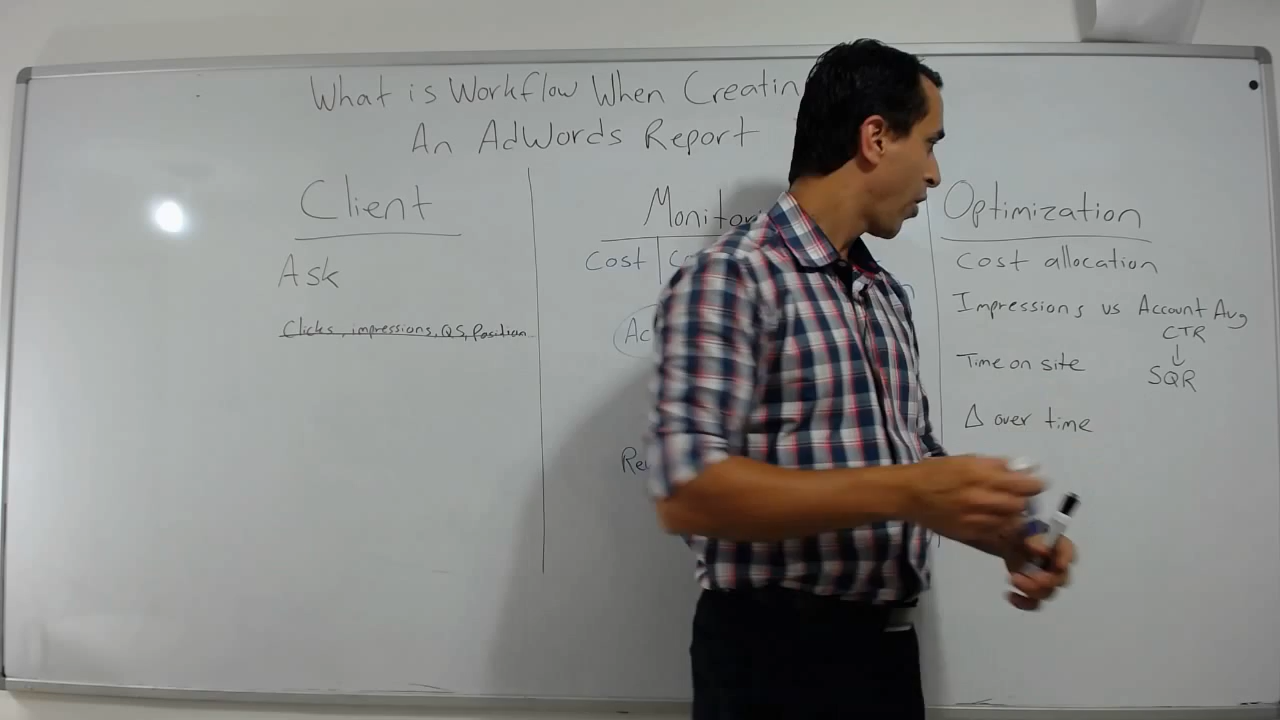 What is Workflow When Creatin
An AdWords Report
Client
Ask
Clicks, impressions, QS, Position
Monitor
Cost
Ac
Optimization
Cost allocation
Impressions vs Account Avg
CTR
↓
SQR
Time on site
Δ over time